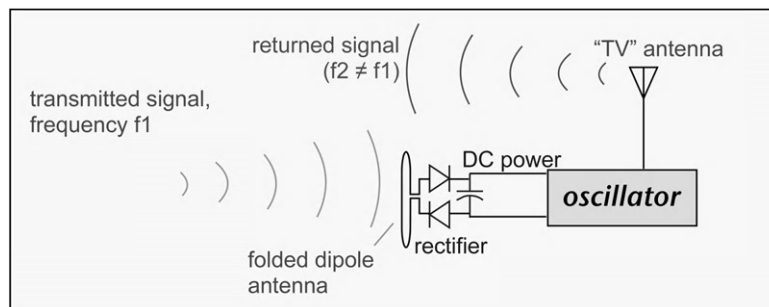 returned signal
(f2 ≠ f1)
“TV” antenna
transmitted signal,
frequency f1
DC power
oscillator
rectifier
folded dipole
antenna